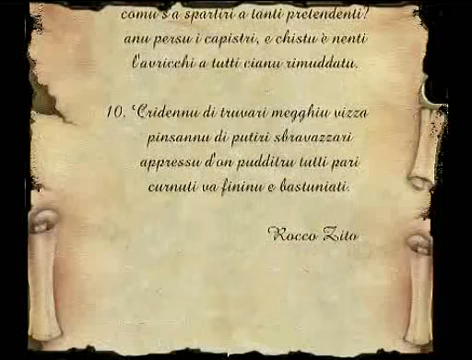 comu s'a spartiri a tanti pretendenti?
anu persu i capistri, e chistu è nenti
l'avricchi a tutti cianu rimuddatu.
10. Cridennu di truvari megghiu vizza
pinsannu di putiri sbravazzari
appressu d'on pudditru tutti pari
curnuti va fininu e bastuniati.
Rocco Zito